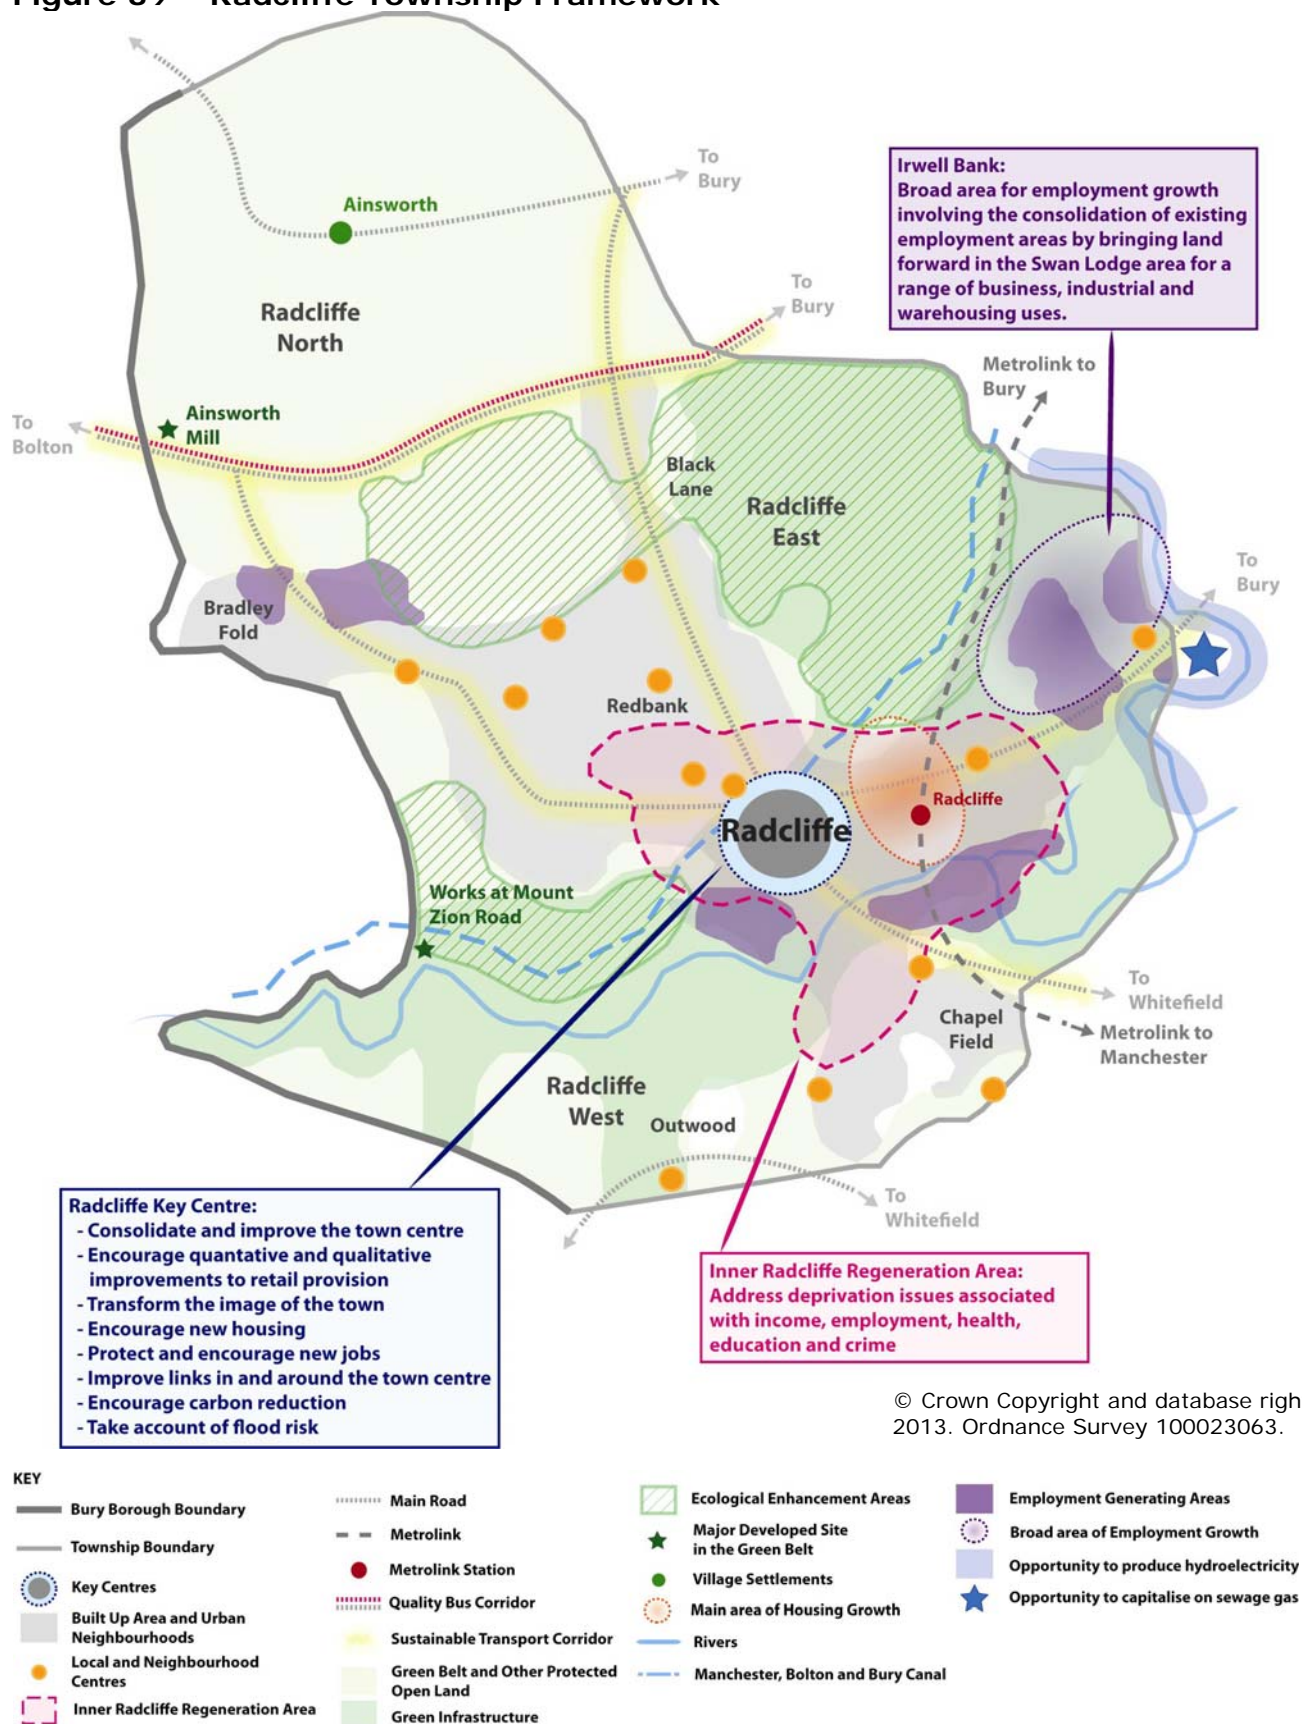 Figure 89 – Radcliffe Township Framework
To
Bury
Ainsworth
Radcliffe
North
To
Bury
Irwell Bank:
Broad area for employment growth
involving the consolidation of existing
employment areas by bringing land
forward in the Swan Lodge area for a
range of business, industrial and
warehousing uses.
Metrolink to
Bury
To
Bolton
Ainsworth
Mill
Black
Lane
Radcliffe
East
To
Bury
Bradley
Fold
Redbank
Radcliffe
Radcliffe
Works at Mount
Zion Road
To
Whitefield
Chapel
Field
Metrolink to
Manchester
Radcliffe
West
Outwood
To
Whitefield
Radcliffe Key Centre:
- Consolidate and improve the town centre
- Encourage quantative and qualitative
improvements to retail provision
- Transform the image of the town
- Encourage new housing
- Protect and encourage new jobs
- Improve links in and around the town centre
- Encourage carbon reduction
- Take account of flood risk
Inner Radcliffe Regeneration Area:
Address deprivation issues associated
with income, employment, health,
education and crime
© Crown Copyright and database righ
2013. Ordnance Survey 100023063.
KEY
Bury Borough Boundary
Township Boundary
Key Centres
Built Up Area and Urban
Neighbourhoods
Local and Neighbourhood
Centres
Inner Radcliffe Regeneration Area
Main Road
Metrolink
Metrolink Station
Quality Bus Corridor
Sustainable Transport Corridor
Green Belt and Other Protected
Open Land
Green Infrastructure
Ecological Enhancement Areas
Major Developed Site
in the Green Belt
Village Settlements
Main area of Housing Growth
Rivers
Manchester, Bolton and Bury Canal
Employment Generating Areas
Broad area of Employment Growth
Opportunity to produce hydroelectricity
Opportunity to capitalise on sewage gas